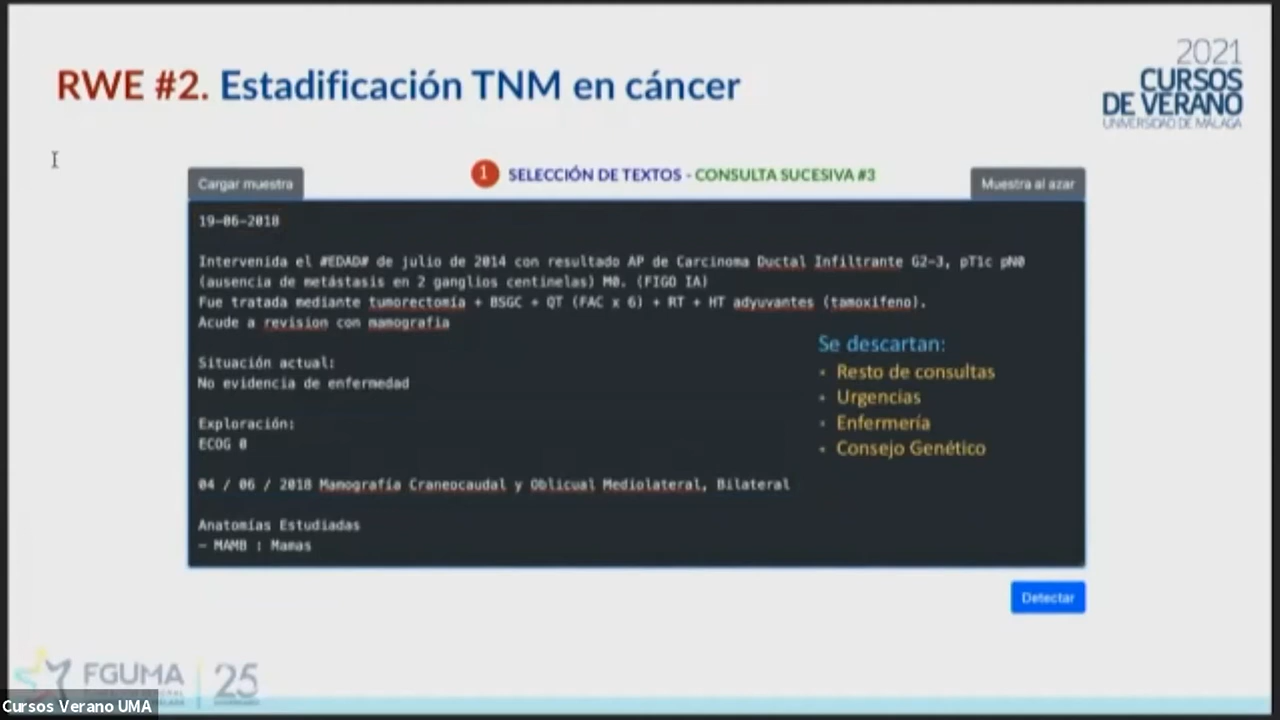 RWE #2. Estadificación TNM en cáncer
2021
CURSOS
DE VERANO
UNIVERSIDAD DE MÁLAGA
Cargar muestra
1 SELECCIÓN DE TEXTOS - CONSULTA SUCESIVA #3
Muestra al azar
19-06-2018
Intervenida el #EDAD# de julio de 2014 con resultado AP de Carcinoma Ductal Infiltrante G2-3, pT1c pN0
(ausencia de metástasis en 2 ganglios centinelas) M0. (FIGO IA)
Fue tratada mediante tumorectomía + BSGC + QT (FAC x 6) + RT + HT adyuvantes (tamoxifeno).
Acude a revision con mamografia
Situación actual:
No evidencia de enfermedad
Exploración:
ECOG 0
04 / 06 / 2018 Mamografía Craneocaudal y Oblicual Mediolateral, Bilateral
Anatomías Estudiadas
- MAMB : Mamas
Se descartan:
• Resto de consultas
• Urgencias
• Enfermería
• Consejo Genético
Detectar
FGUMA
25
Cursos Verano UMA